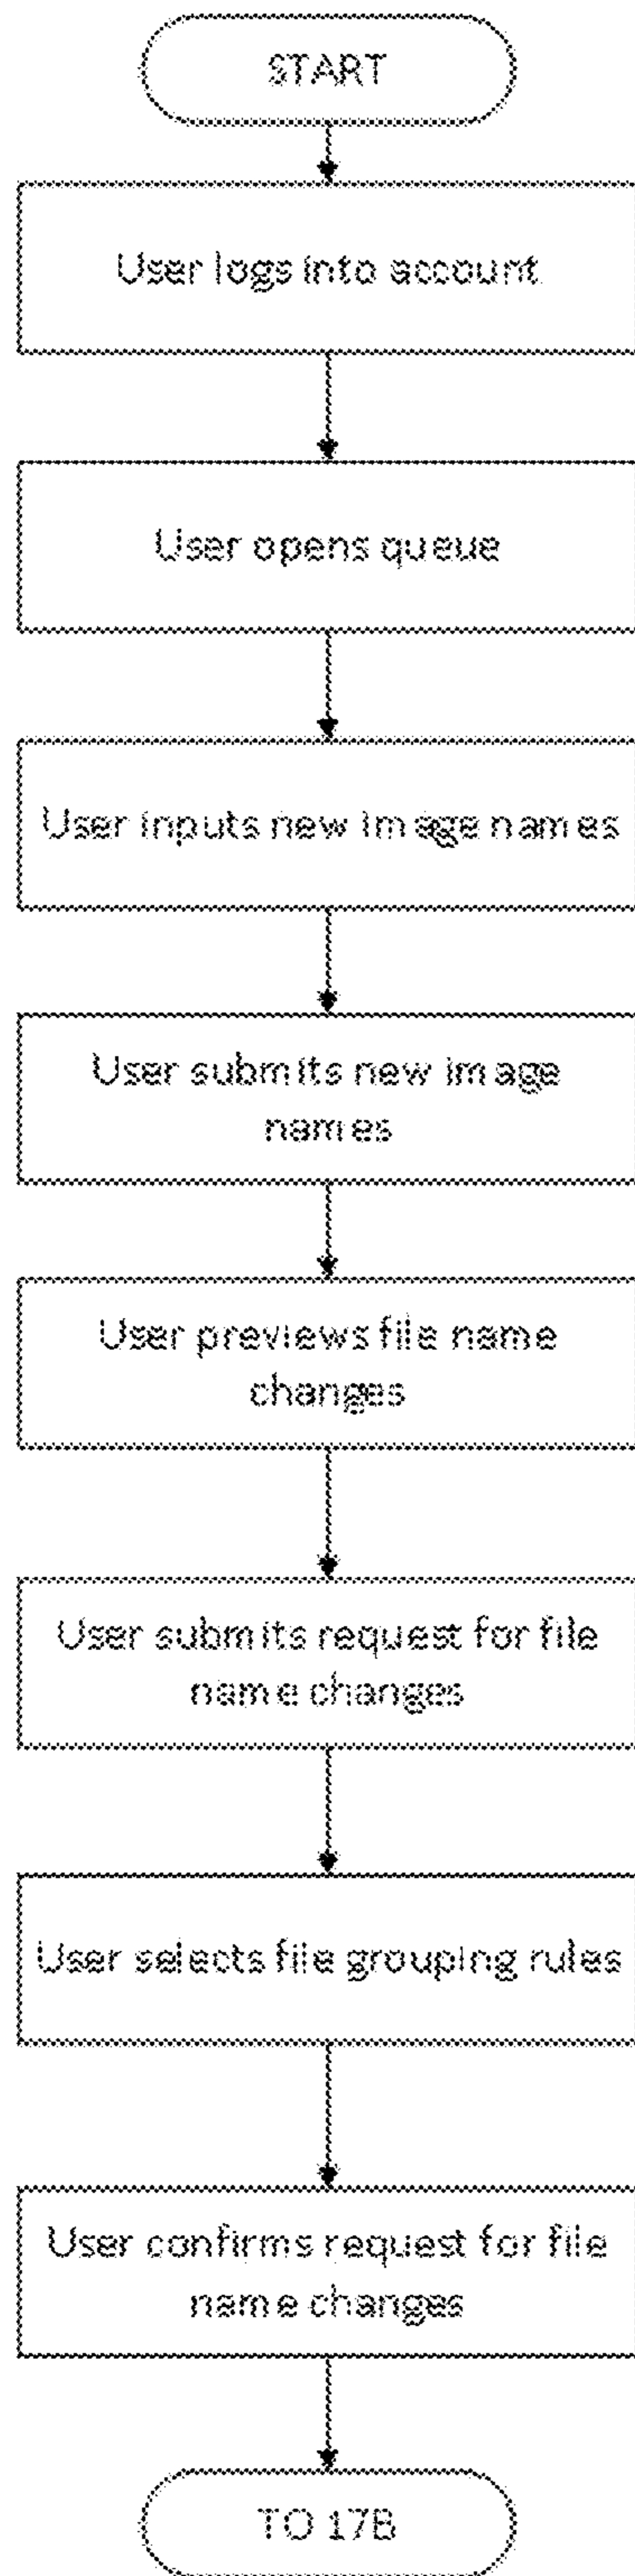 START
User logs into account
User opens queue
User inputs new image names
User submits new image
names
User previews file name
changes
User submits request for file
name changes
User selects file grouping rules
User confirms request for file
name changes
TO 17B